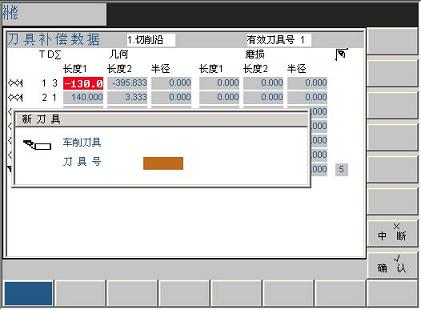 补偿
刀具补偿数据 1.切削沿 有效刀具号 1
T D∑ 几何 磨损
长度1 长度2 半径 长度1 长度2 半径
1 3 -130.0 -395.833 0.000 0.000 0.000 0.000
2 1 140.000 3.333 0.000 0.000 0.000 0.000
新 刀 具
车削刀具
刀 具 号
.000 5
中 断
确 认